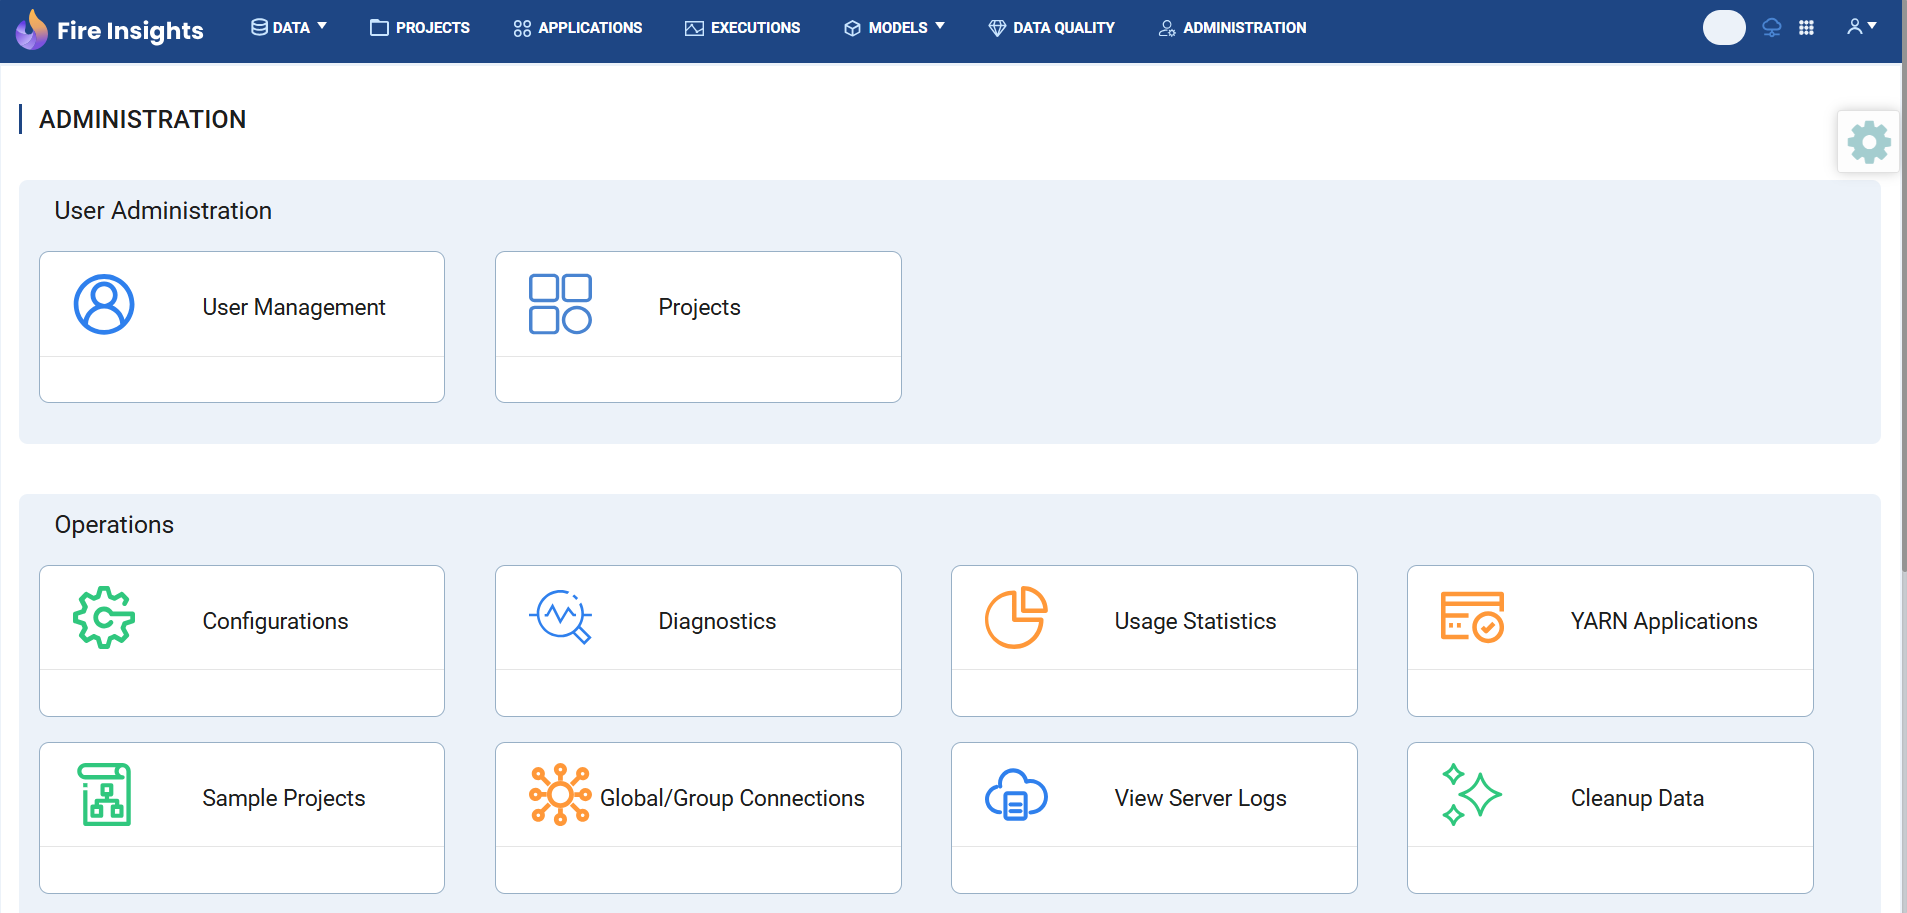 Fire Insights DATA PROJECTS APPLICATIONS EXECUTIONS MODELS DATA QUALITY ADMINISTRATION
ADMINISTRATION
User Administration
User Management Projects
Operations
Configurations Diagnostics Usage Statistics YARN Applications
Sample Projects Global/Group Connections View Server Logs Cleanup Data